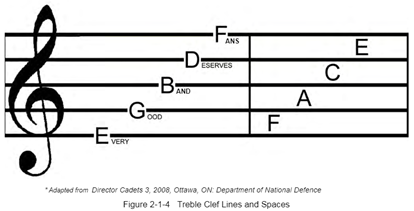 FANS
E
DESERVES
C
BAND
A
GOOD
F
EVERY
* Adapted from Director Cadets 3, 2008, Ottawa, ON: Department of National Defence
Figure 2-1-4 Treble Clef Lines and Spaces